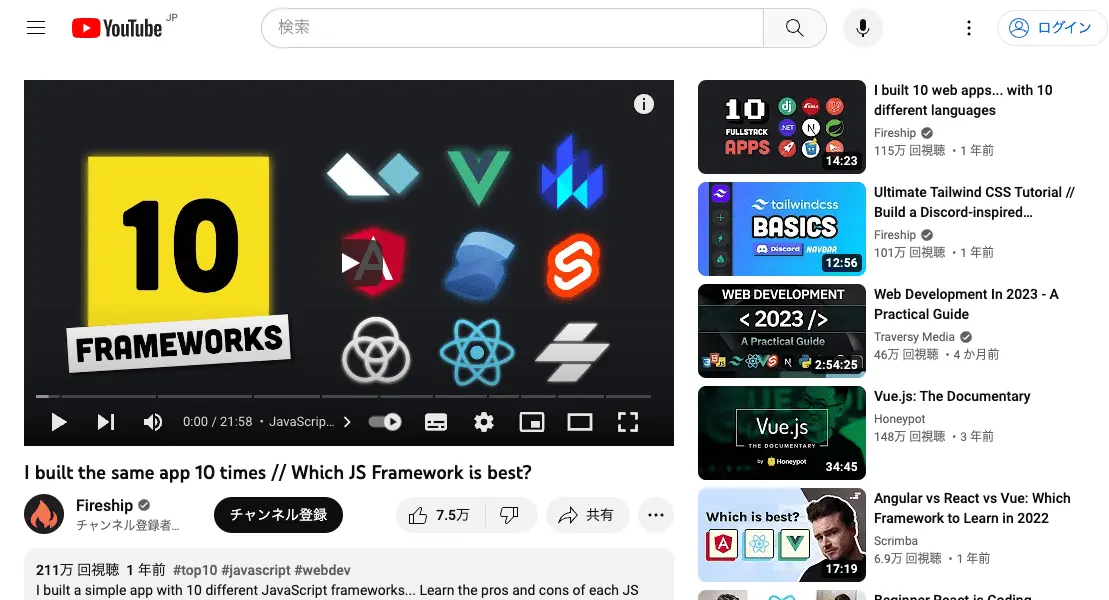 YouTube JP
検索
ログイン
10
FRAMEWORKS
0:00 / 21:58 ・ JavaScrip...
I built the same app 10 times // Which JS Framework is best?
Fireship
チャンネル登録者...
チャンネル登録
7.5万
共有
211万 回視聴 1 年前 #top10 #javascript #webdev
I built a simple app with 10 different JavaScript frameworks... Learn the pros and cons of each JS
10
FULLSTACK
APPS
dj
.NET
N
14:23
I built 10 web apps... with 10
different languages
Fireship
115万 回視聴 ・1 年前
tailwindcss
BASICS
Discord NAVBAR
12:56
Ultimate Tailwind CSS Tutorial //
Build a Discord-inspired…
Fireship
101万 回視聴 ・1 年前
WEB DEVELOPMENT
< 2023 />
A Practical Guide
2:54:25
Web Development In 2023 - A
Practical Guide
Traversy Media
46万 回視聴 ・4 か月前
Vue.js
THE DOCUMENTARY
by Honeypot
34:45
Vue.js: The Documentary
Honeypot
148万 回視聴 ・3 年前
Which is best?
17:19
Angular vs React vs Vue: Which
Framework to Learn in 2022
Scrimba
6.9万 回視聴 ・1 年前
Beginner React.js Coding